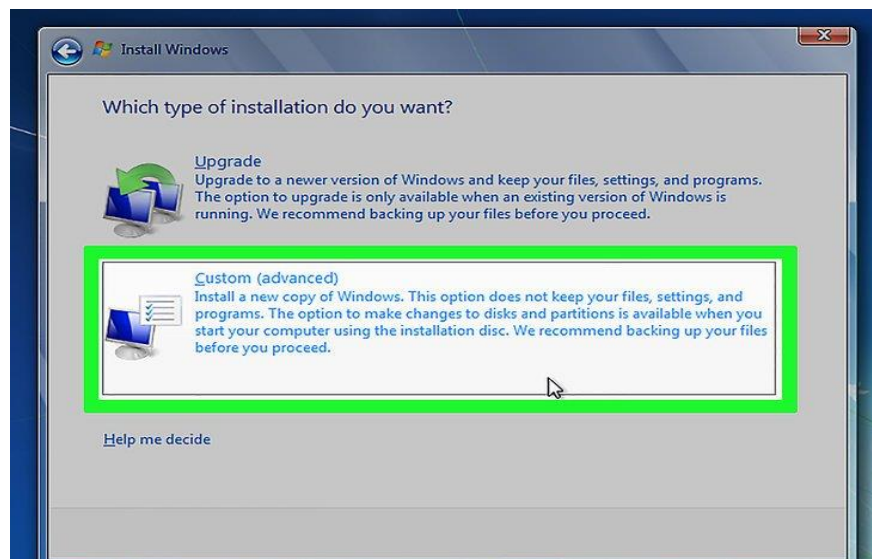 Install Windows
Which type of installation do you want?
Upgrade
Upgrade to a newer version of Windows and keep your files, settings, and programs.
The option to upgrade is only available when an existing version of Windows is
running. We recommend backing up your files before you proceed.
Custom (advanced)
Install a new copy of Windows. This option does not keep your files, settings, and
programs. The option to make changes to disks and partitions is available when you
start your computer using the installation disc. We recommend backing up your files
before you proceed.
Help me decide